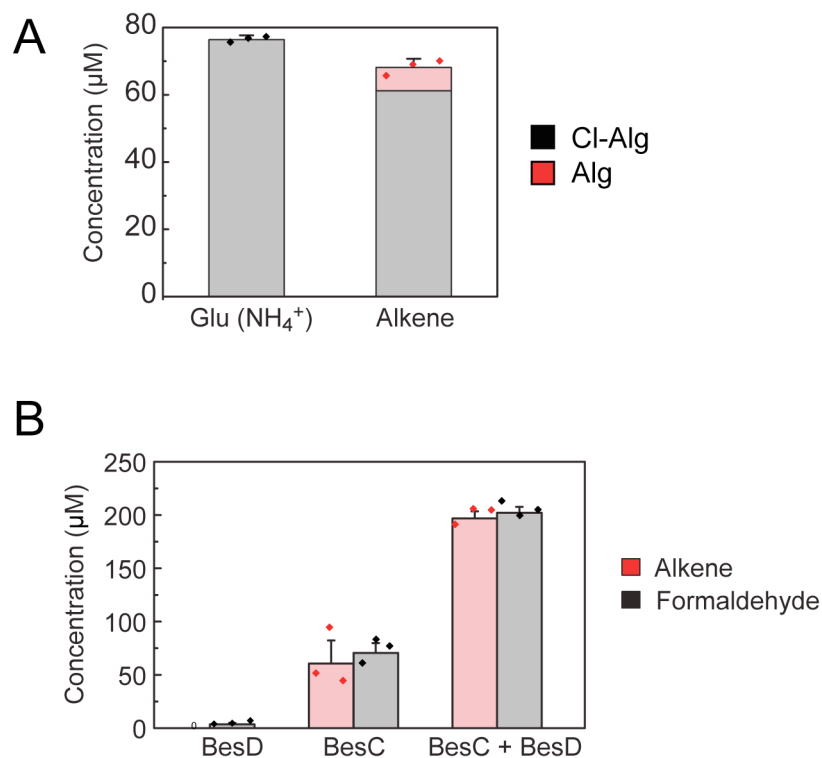 A
Concentration (µM)
80
60
40
20
0
Glu (NH₄⁺)
Alkene
Cl-Alg
Alg
B
Concentration (µM)
250
200
150
100
50
0
0
BesD
BesC
BesC + BesD
Alkene
Formaldehyde